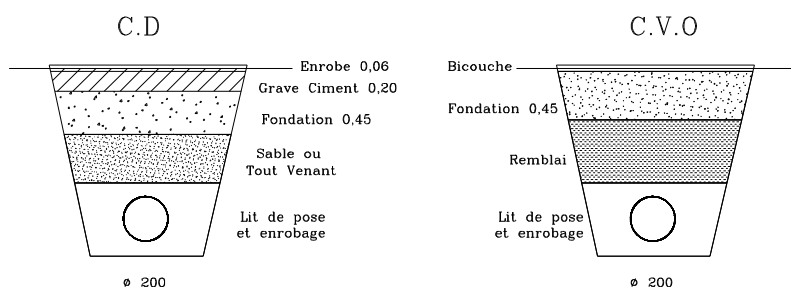 C.D
Enrobe 0,06
Grave Ciment 0,20
Fondation 0,45
Sable ou
Tout Venant
Lit de pose
et enrobage
ø 200
C.V.O
Bicouche
Fondation 0,45
Remblai
Lit de pose
et enrobage
ø 200